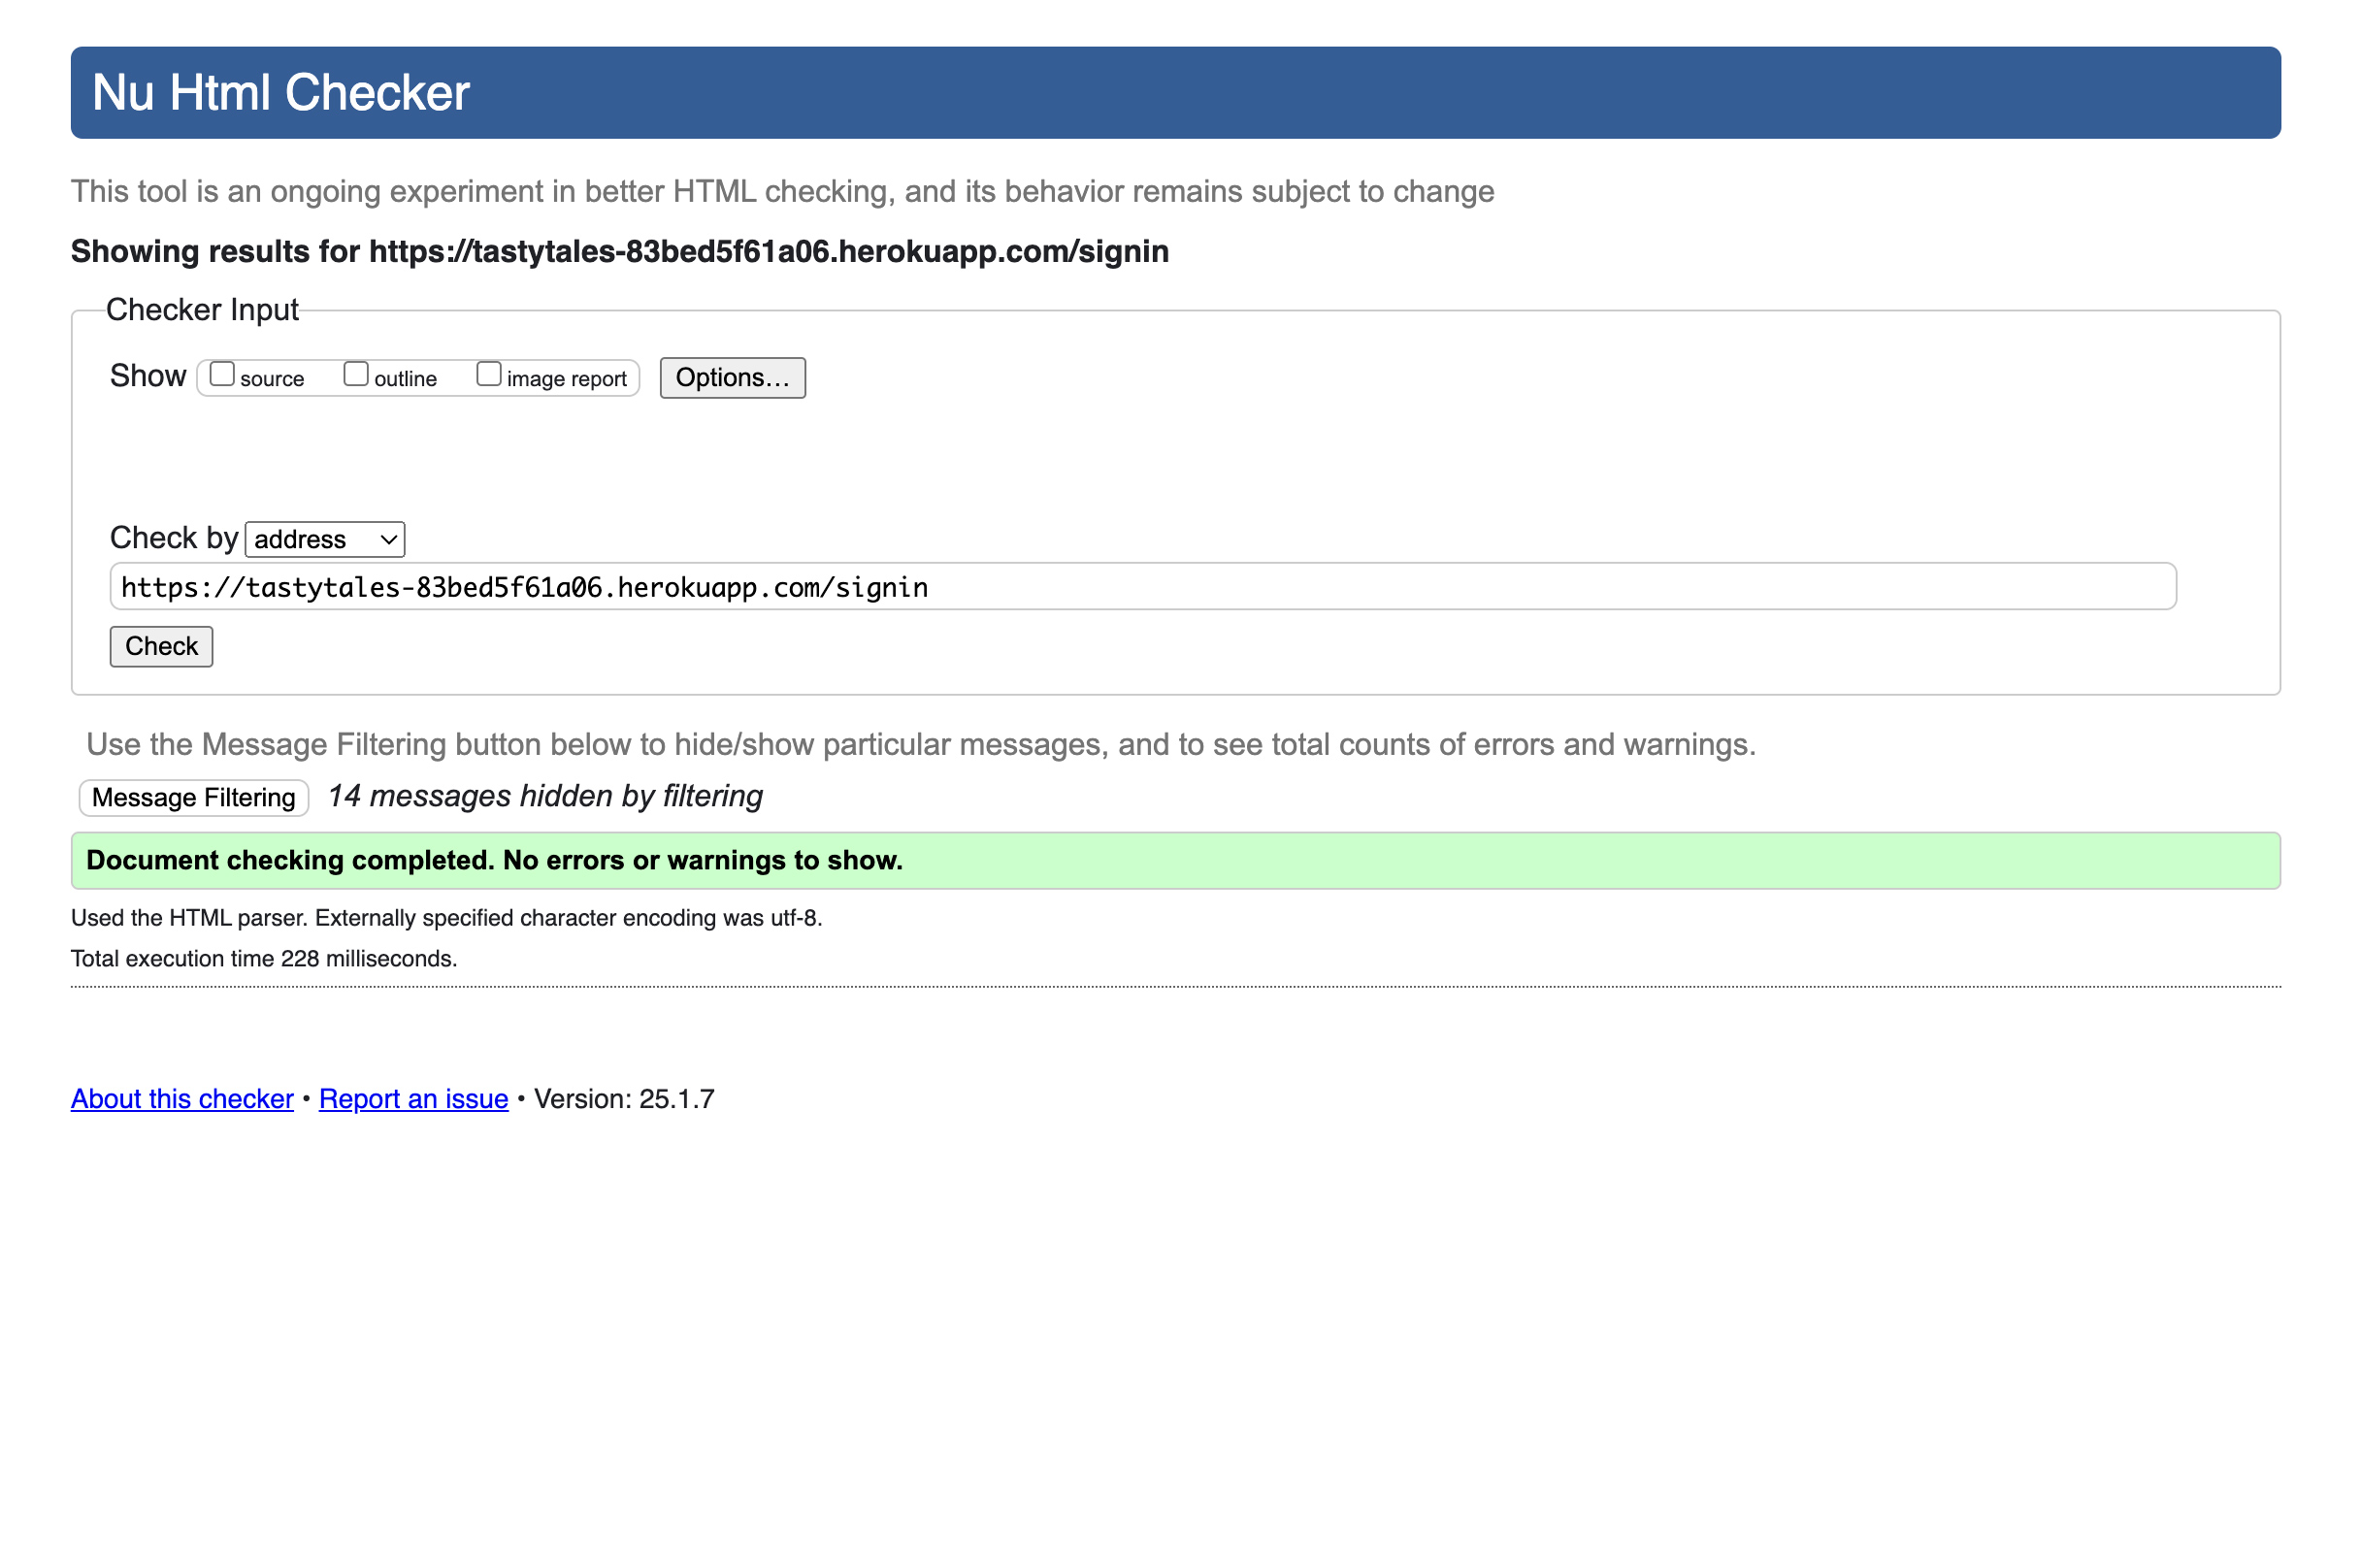 Nu Html Checker
This tool is an ongoing experiment in better HTML checking, and its behavior remains subject to change
Showing results for https://tastytales-83bed5f61a06.herokuapp.com/signin
Checker Input
Show source outline image report Options...
Check by address
https://tastytales-83bed5f61a06.herokuapp.com/signin
Check
Use the Message Filtering button below to hide/show particular messages, and to see total counts of errors and warnings.
Message Filtering 14 messages hidden by filtering
Document checking completed. No errors or warnings to show.
Used the HTML parser. Externally specified character encoding was utf-8.
Total execution time 228 milliseconds.
About this checker • Report an issue • Version: 25.1.7